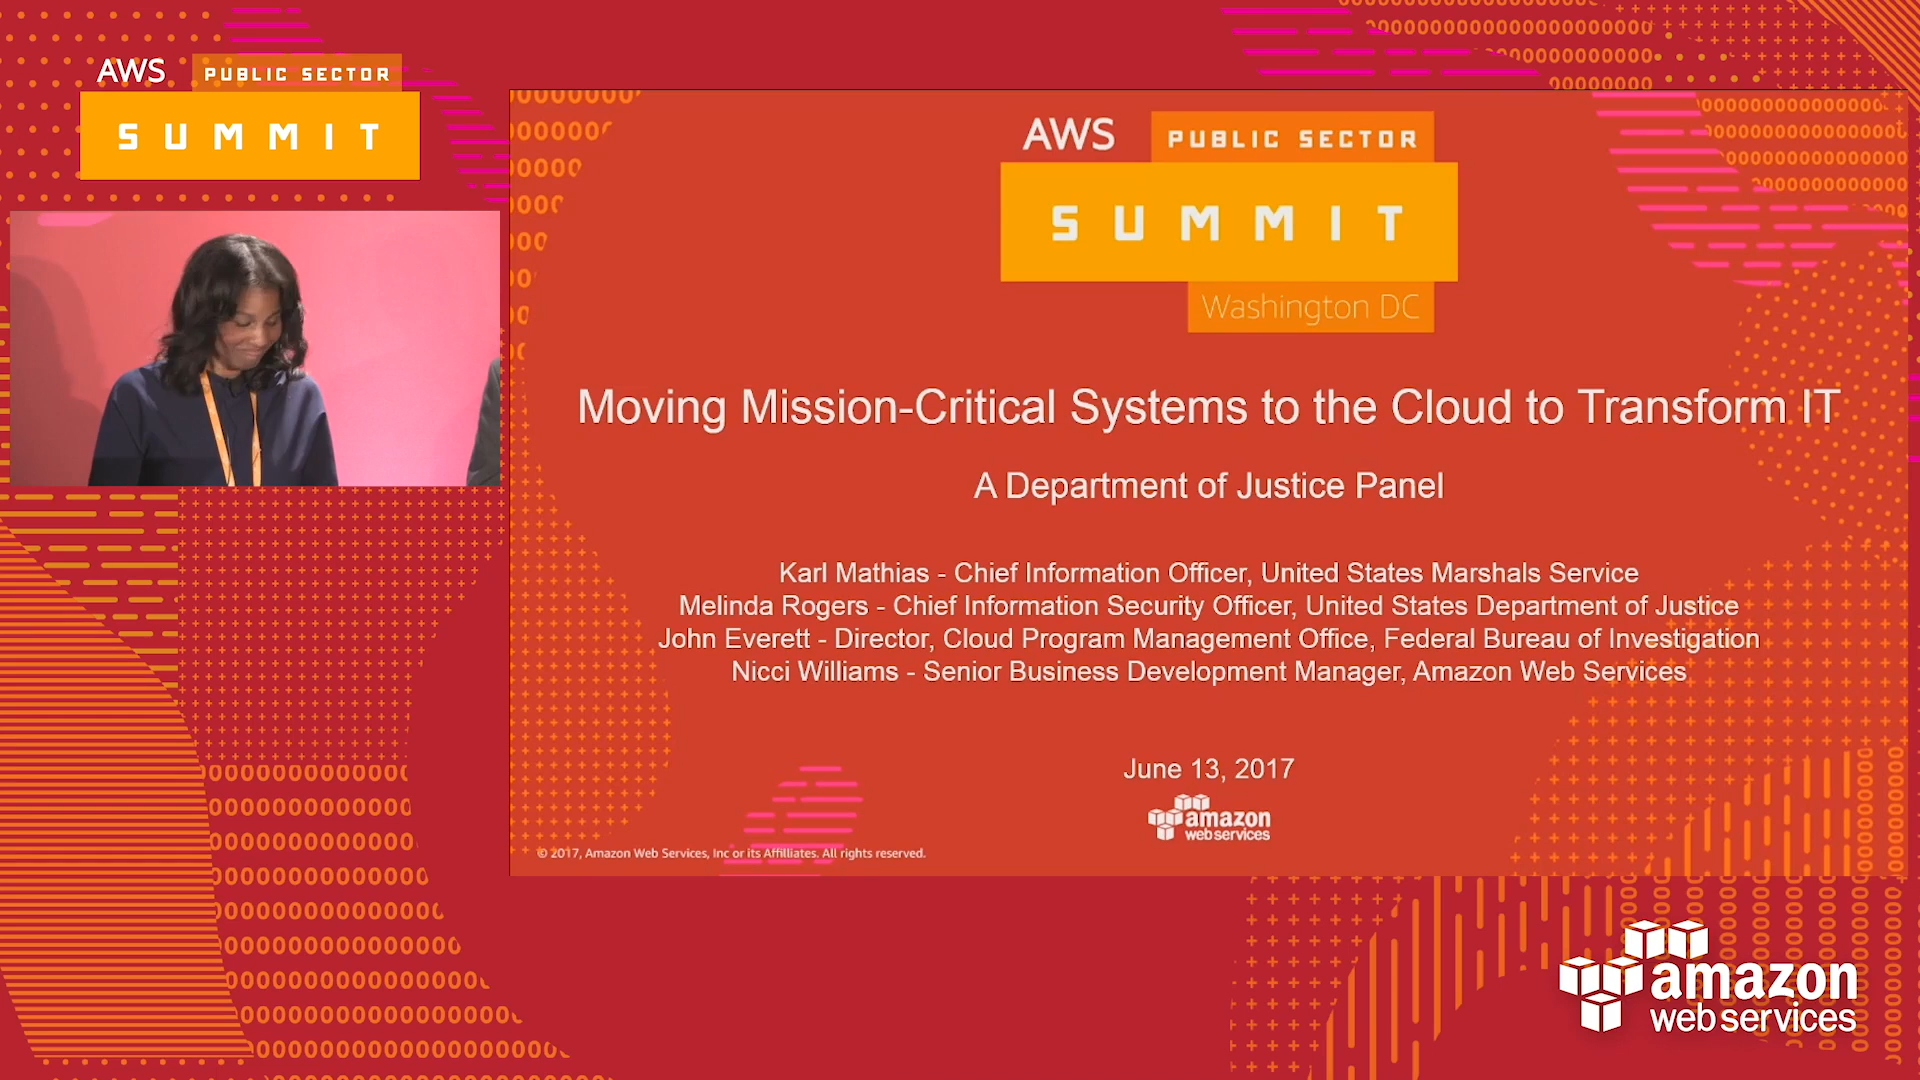 AWS PUBLIC SECTOR
SUMMIT
AWS PUBLIC SECTOR
SUMMIT
Washington DC
Moving Mission-Critical Systems to the Cloud to Transform IT
A Department of Justice Panel
Karl Mathias - Chief Information Officer, United States Marshals Service
Melinda Rogers - Chief Information Security Officer, United States Department of Justice
John Everett - Director, Cloud Program Management Office, Federal Bureau of Investigation
Nicci Williams - Senior Business Development Manager, Amazon Web Services
June 13, 2017
amazon
web services
© 2017, Amazon Web Services, Inc or its Affilliates. All rights reserved.
amazon
web services